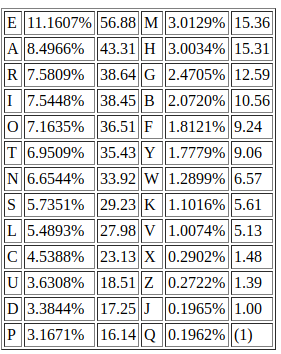 E 11.1607% 56.88 M 3.0129% 15.36
A 8.4966% 43.31 H 3.0034% 15.31
R 7.5809% 38.64 G 2.4705% 12.59
I 7.5448% 38.45 B 2.0720% 10.56
O 7.1635% 36.51 F 1.8121% 9.24
T 6.9509% 35.43 Y 1.7779% 9.06
N 6.6544% 33.92 W 1.2899% 6.57
S 5.7351% 29.23 K 1.1016% 5.61
L 5.4893% 27.98 V 1.0074% 5.13
C 4.5388% 23.13 X 0.2902% 1.48
U 3.6308% 18.51 Z 0.2722% 1.39
D 3.3844% 17.25 J 0.1965% 1.00
P 3.1671% 16.14 Q 0.1962% (1)